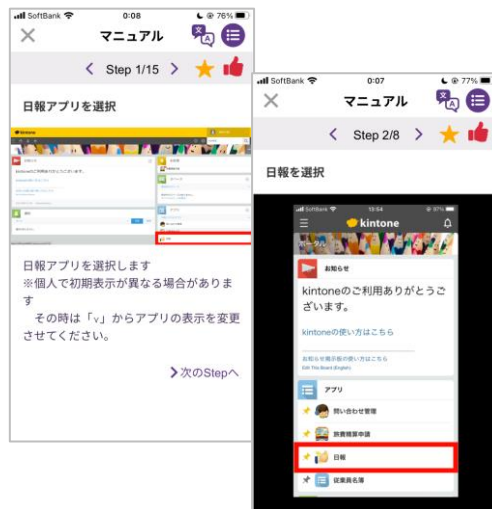 SoftBank
0:08
76%
マニュアル
Step 1/15
日報アプリを選択
kintone
日報アプリを選択します
※個人で初期表示が異なる場合がありま
す
その時は「v」からアプリの表示を変更
させてください。
次のStepへ
SoftBank
0:07
77%
マニュアル
Step 2/8
日報を選択
SoftBank
10:54
97%
kintone
ポータル
お知らせ
kintoneのご利用ありがとうご
ざいます。
kintoneの使い方はこちら
お知らせ掲示板の使い方はこちら
Edit This Board (English)
アプリ
問い合わせ管理
旅費精算申請
日報
従業員名簿